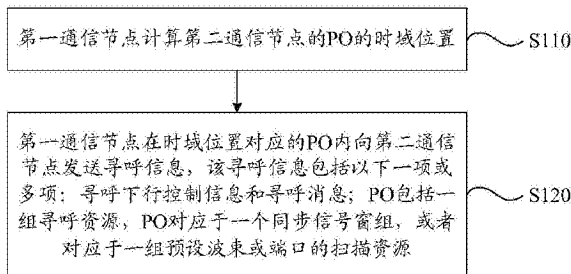 第一通信节点计算第二通信节点的PO的时域位置
S110
第一通信节点在时域位置对应的PO内向第二通信
节点发送寻呼信息，该寻呼信息包括以下一项或
多项：寻呼下行控制信息和寻呼消息；PO包括一
组寻呼资源，PO对应于一个同步信号窗组，或者
对应于一组预设波束或端口的扫描资源
S120